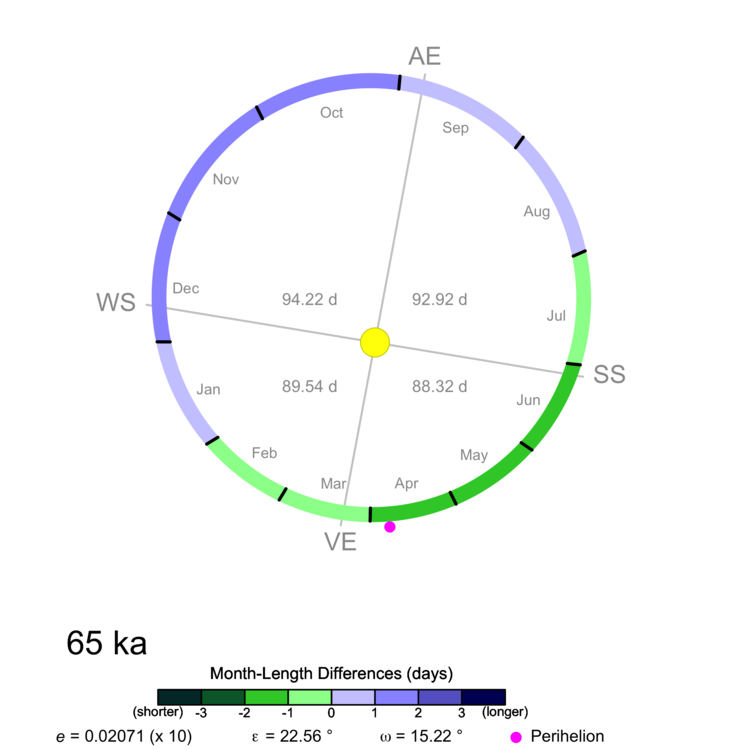 AE
Oct
Sep
Nov
Aug
WS
Dec
94.22 d
92.92 d
Jul
SS
89.54 d
88.32 d
Jan
Jun
Feb
May
Mar
Apr
VE
65 ka
Month-Length Differences (days)
(shorter) -3 -2 -1 0 1 2 3 (longer)
e = 0.02071 (x 10) ε = 22.56 ° ω = 15.22 ° Perihelion